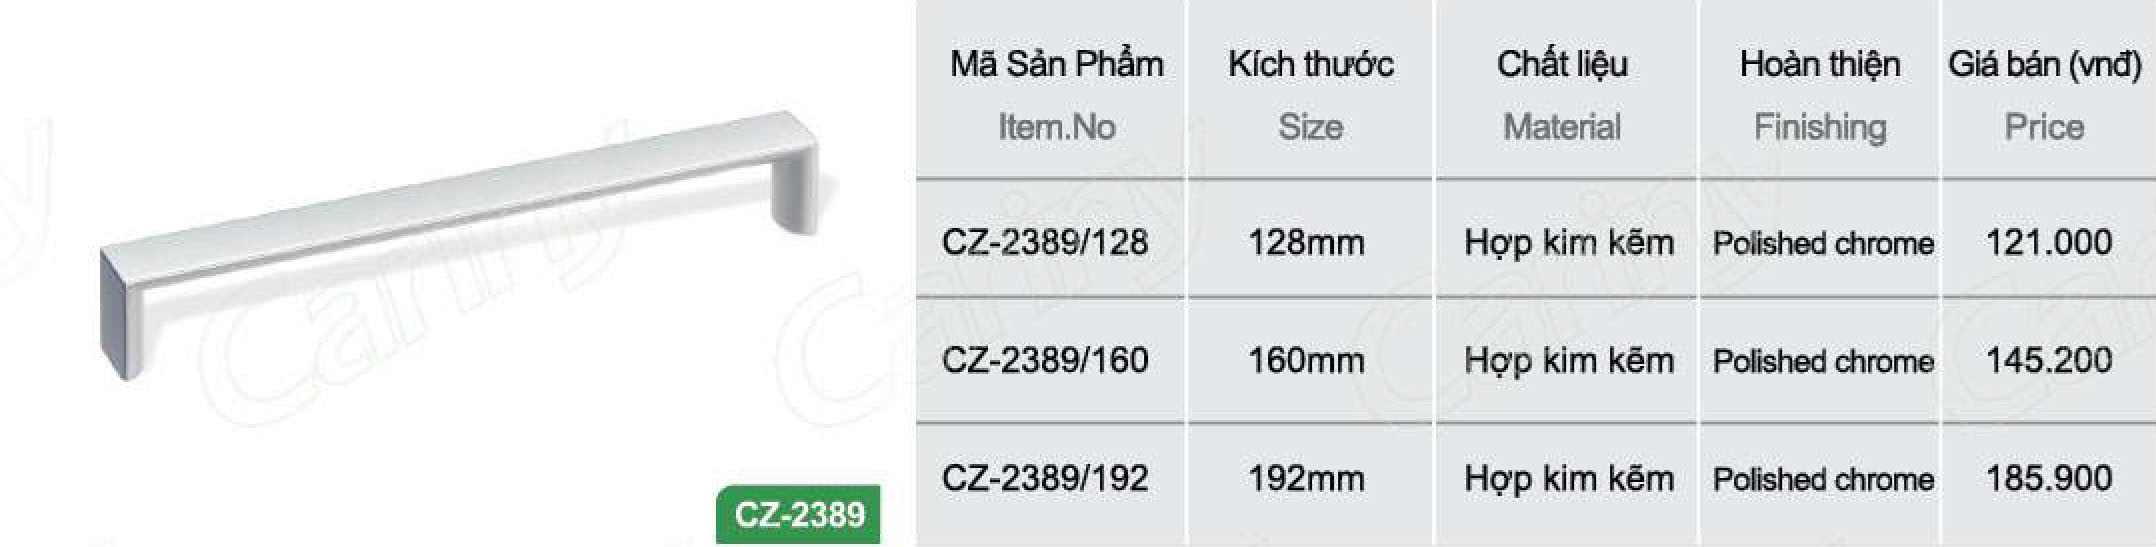 Mã Sản Phẩm Kích thước Chất liệu Hoàn thiện Giá bán (vnđ)
Item.No Size Material Finishing Price
CZ-2389/128 128mm Hợp kim kẽm Polished chrome 121.000
CZ-2389/160 160mm Hợp kim kẽm Polished chrome 145.200
CZ-2389/192 192mm Hợp kim kẽm Polished chrome 185.900
CZ-2389
Cariny
Cariny
Cariny